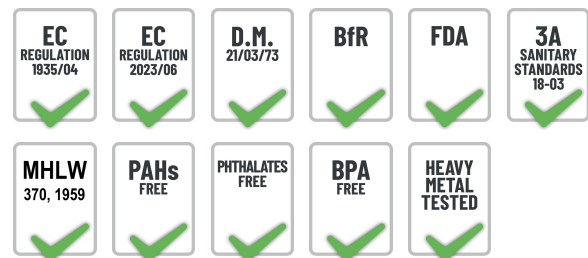 EC
REGULATION
1935/04
EC
REGULATION
2023/06
D.M.
21/03/73
BfR
FDA
3A
SANITARY
STANDARDS
18-03
MHLW
370, 1959
PAHs
FREE
PHTHALATES
FREE
BPA
FREE
HEAVY
METAL
TESTED